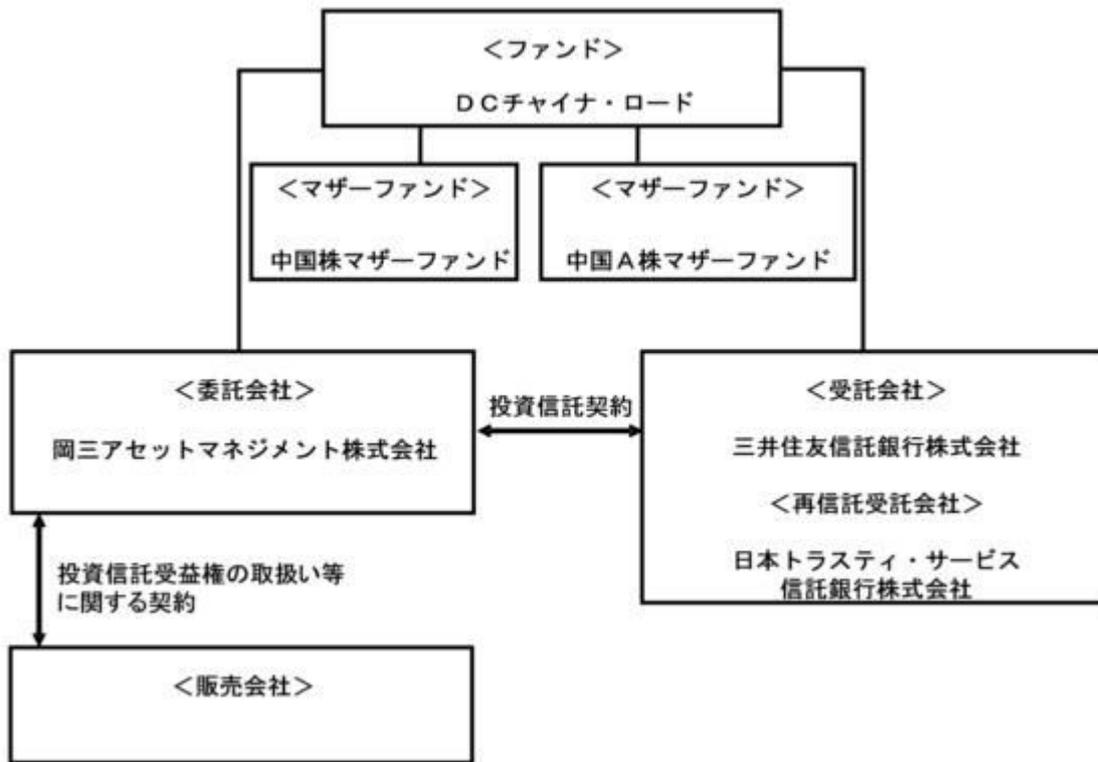 ＜ファンド＞
ＤＣチャイナ・ロード
＜マザーファンド＞
中国株マザーファンド
＜マザーファンド＞
中国Ａ株マザーファンド
＜委託会社＞
岡三アセットマネジメント株式会社
投資信託契約
＜受託会社＞
三井住友信託銀行株式会社
＜再信託受託会社＞
日本トラスティ・サービス
信託銀行株式会社
投資信託受益権の取扱い等
に関する契約
＜販売会社＞